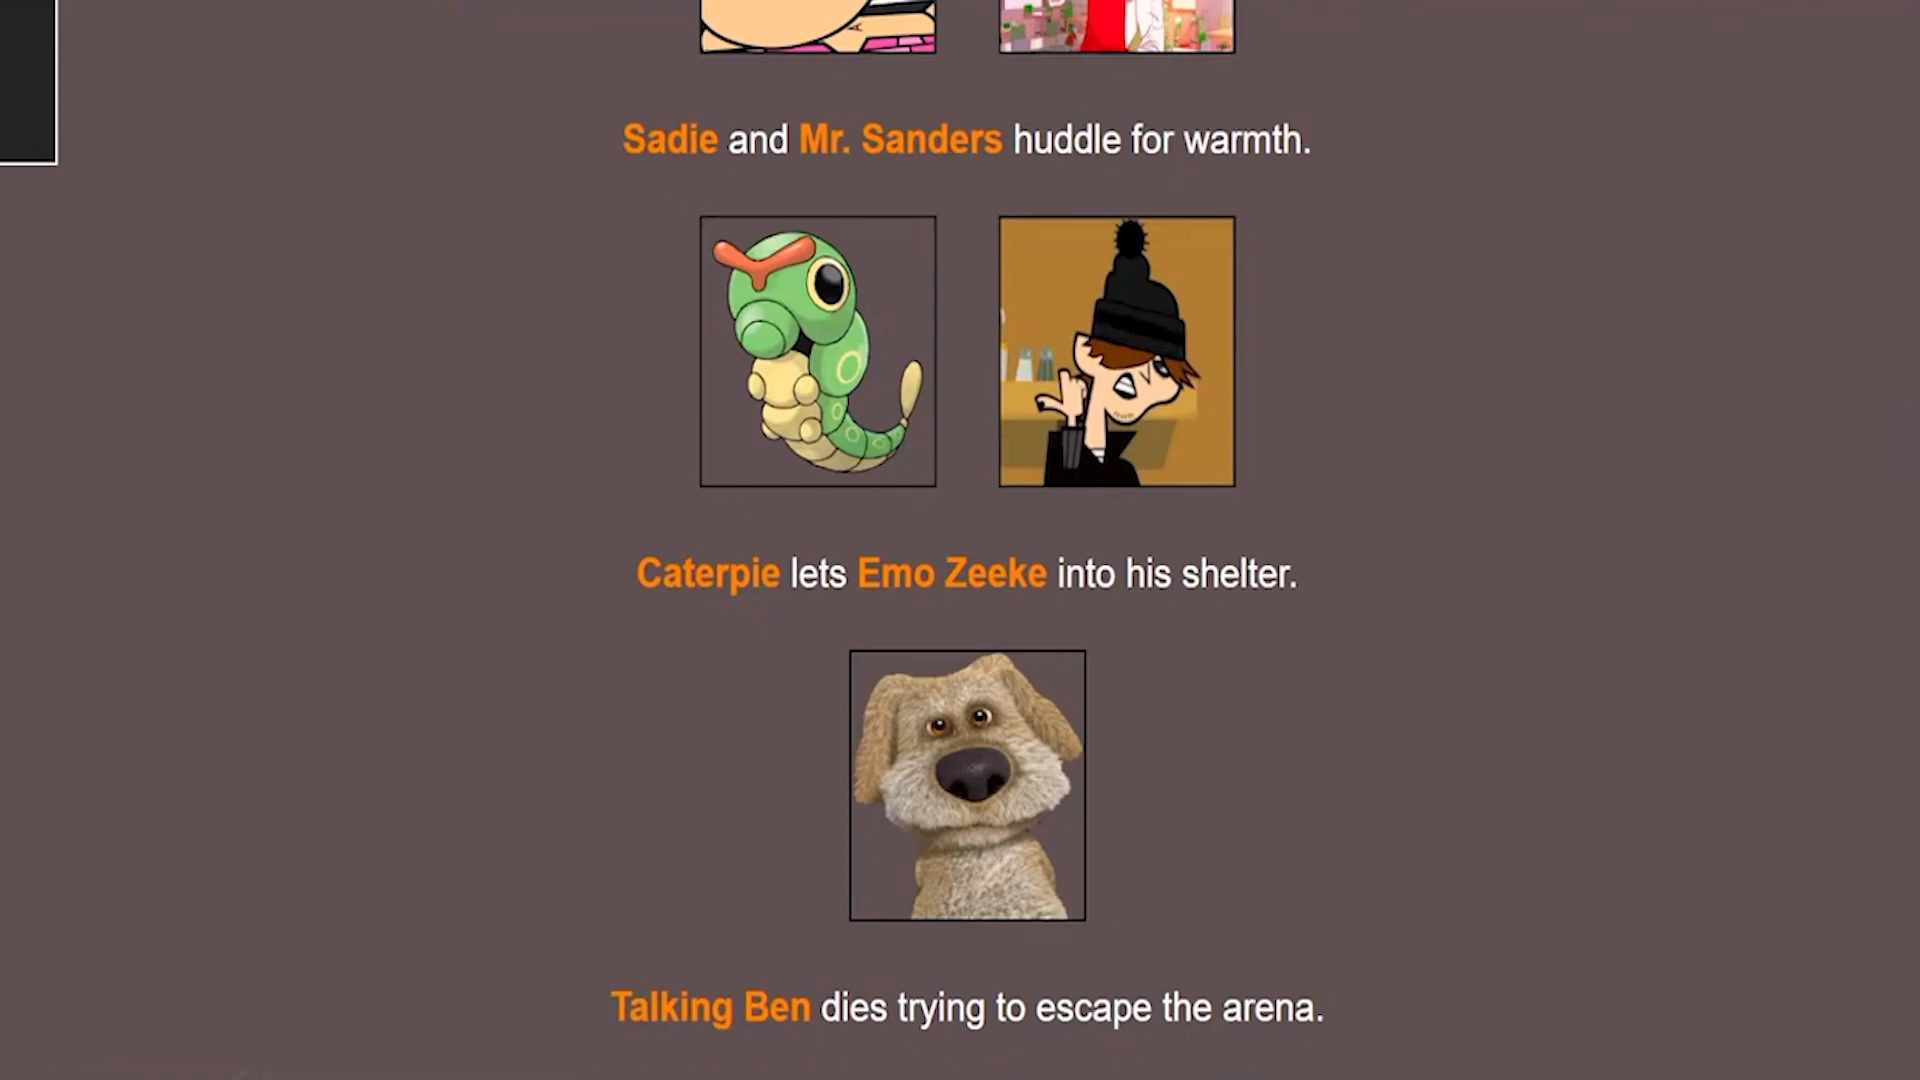 Sadie and Mr. Sanders huddle for warmth.
Caterpie lets Emo Zeeke into his shelter.
Talking Ben dies trying to escape the arena.